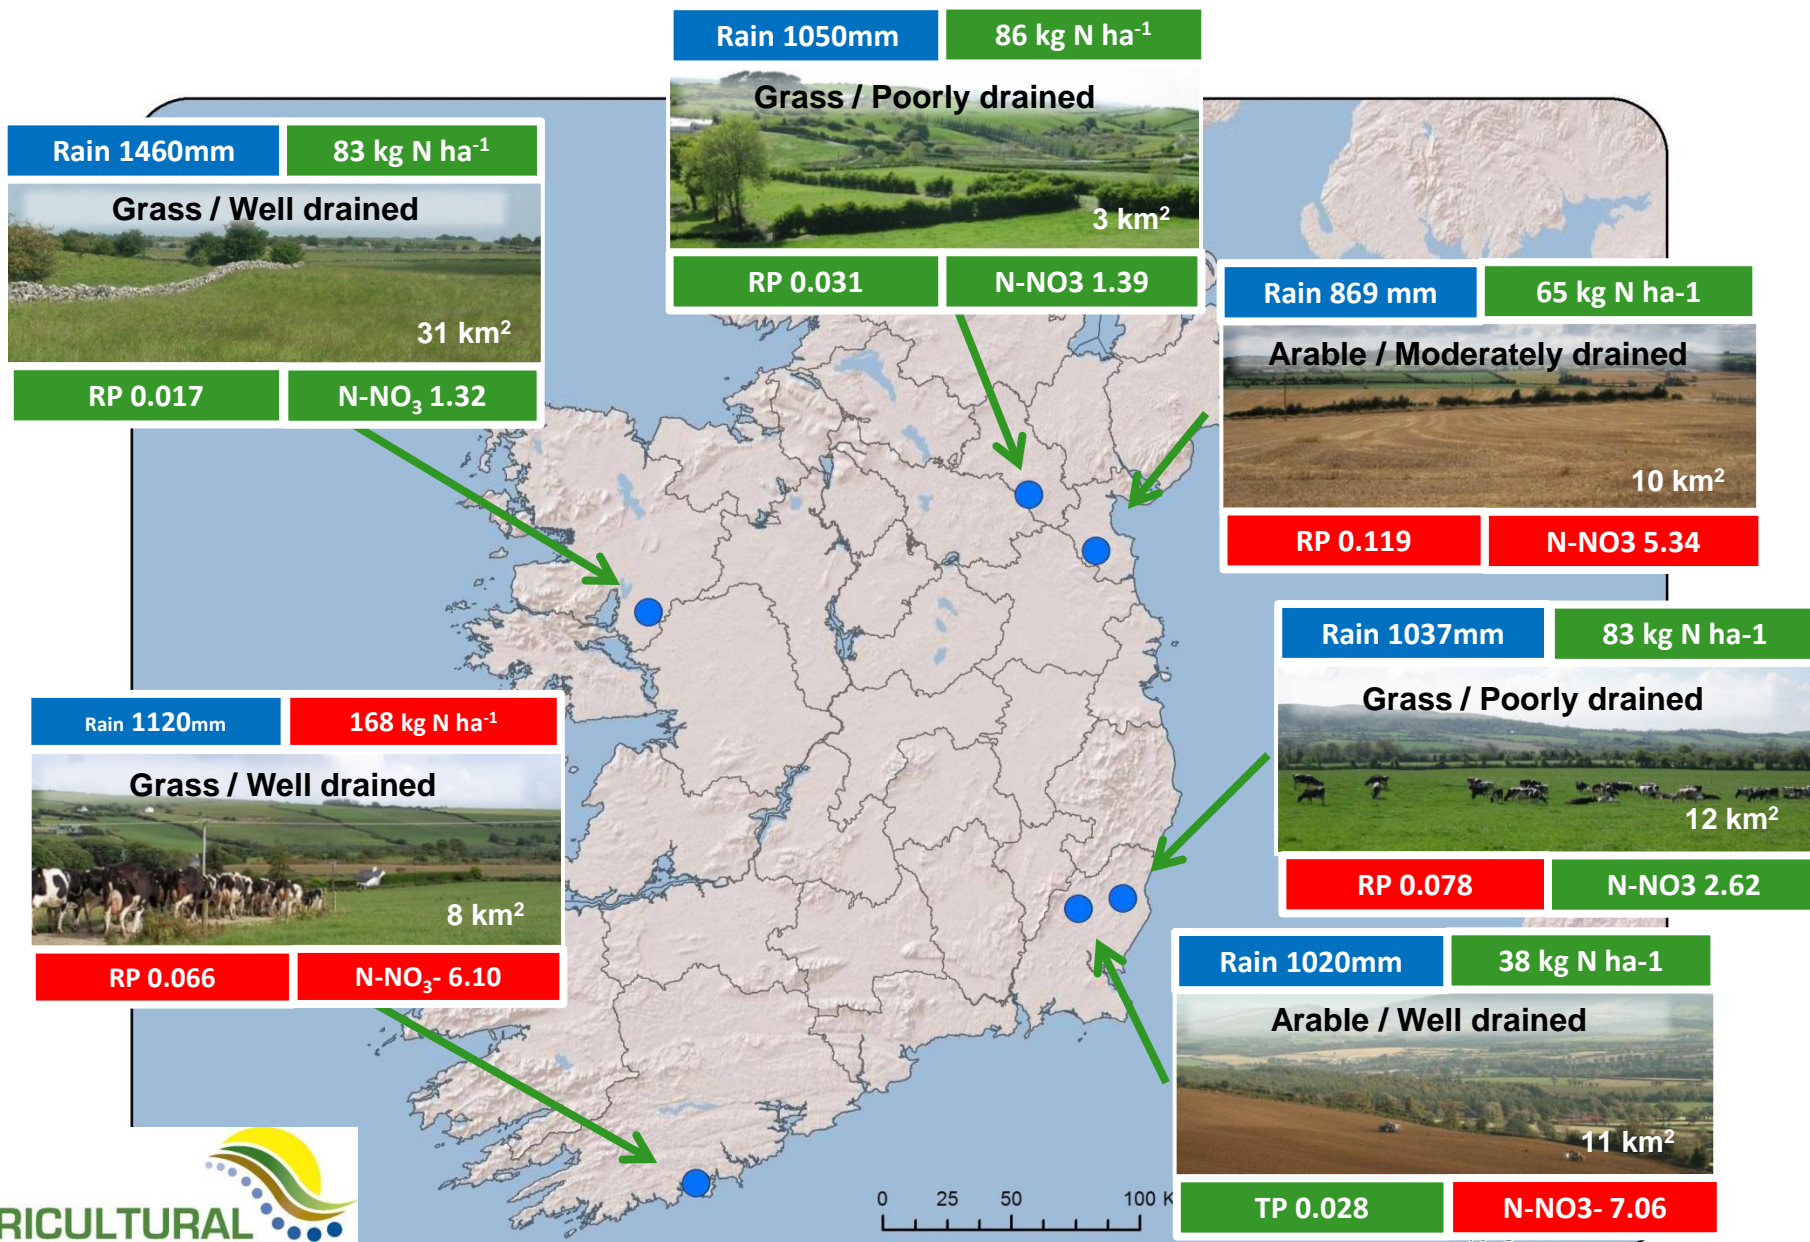 Rain 1050mm
86 kg N ha⁻¹
Grass / Poorly drained
3 km²
RP 0.031
N-NO3 1.39
Rain 1460mm
83 kg N ha⁻¹
Grass / Well drained
31 km²
RP 0.017
N-NO₃ 1.32
Rain 869 mm
65 kg N ha-1
Arable / Moderately drained
10 km²
RP 0.119
N-NO3 5.34
Rain 1037mm
83 kg N ha-1
Grass / Poorly drained
12 km²
RP 0.078
N-NO3 2.62
Rain 1120mm
168 kg N ha⁻¹
Grass / Well drained
8 km²
RP 0.066
N-NO₃- 6.10
Rain 1020mm
38 kg N ha-1
Arable / Well drained
11 km²
TP 0.028
N-NO3- 7.06
0 25 50 100 K
RICULTURAL